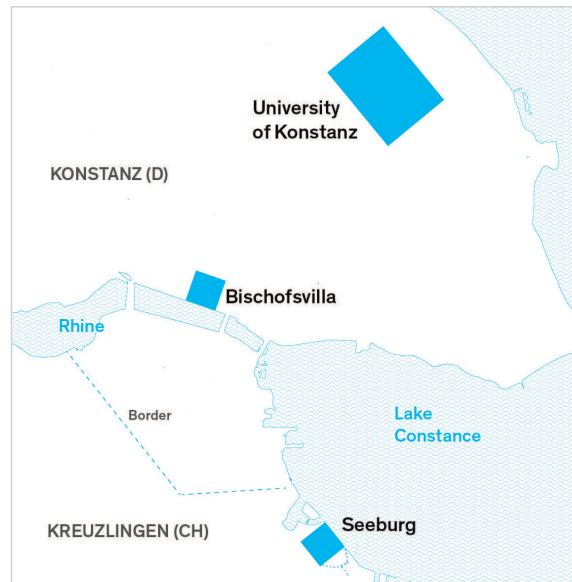 University
of Konstanz
KONSTANZ (D)
Bischofsvilla
Rhine
Border
Lake
Constance
Seeburg
KREUZLINGEN (CH)